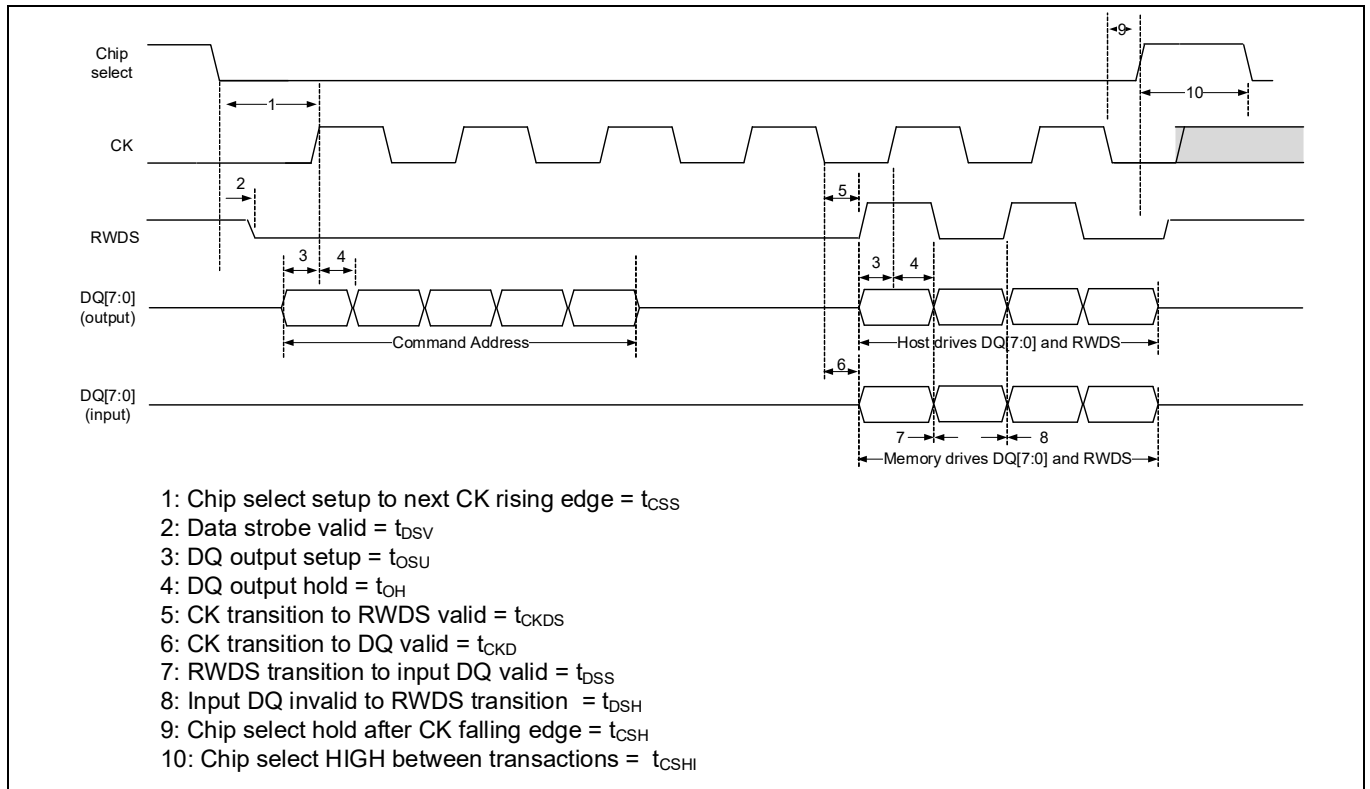 Chip
select
9
10
1
CK
2
5
RWDS
3 4 3 4
DQ[7:0]
(output)
Command Address
Host drives DQ[7:0] and RWDS
6
DQ[7:0]
(input)
7 8
Memory drives DQ[7:0] and RWDS
1: Chip select setup to next CK rising edge = tCSS
2: Data strobe valid = tDSV
3: DQ output setup = tOSU
4: DQ output hold = tOH
5: CK transition to RWDS valid = tCKDS
6: CK transition to DQ valid = tCKD
7: RWDS transition to input DQ valid = tDSS
8: Input DQ invalid to RWDS transition = tDSH
9: Chip select hold after CK falling edge = tCSH
10: Chip select HIGH between transactions = tCSHI